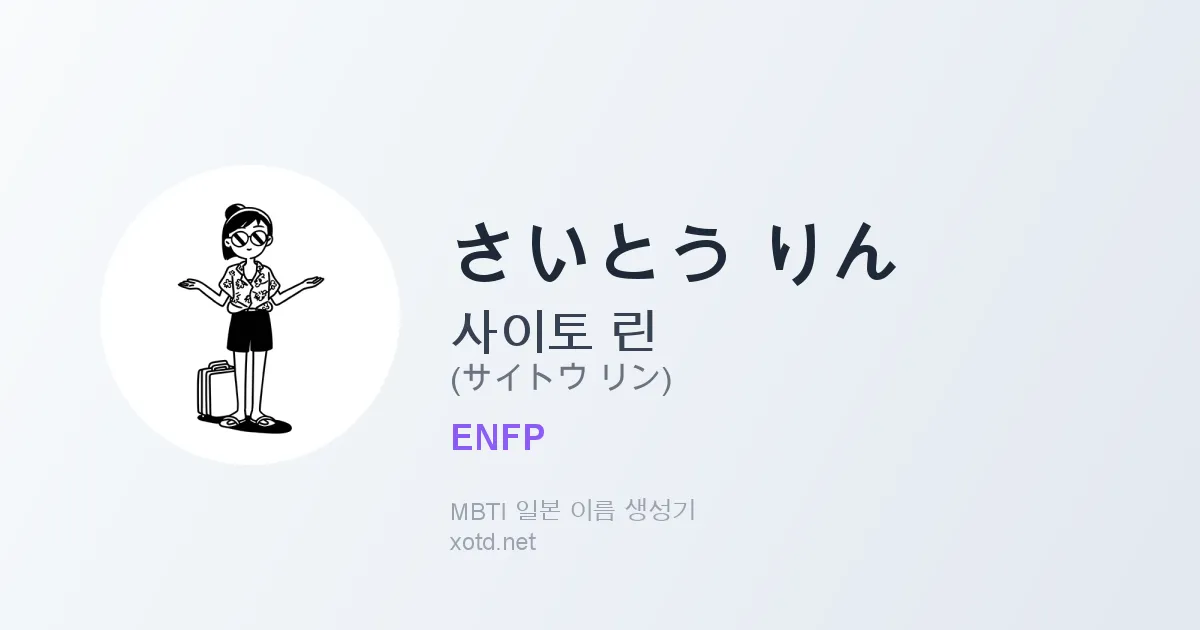 さいとう りん
사이토 린
(サイトウ リン)
ENFP
MBTI 일본 이름 생성기
xotd.net